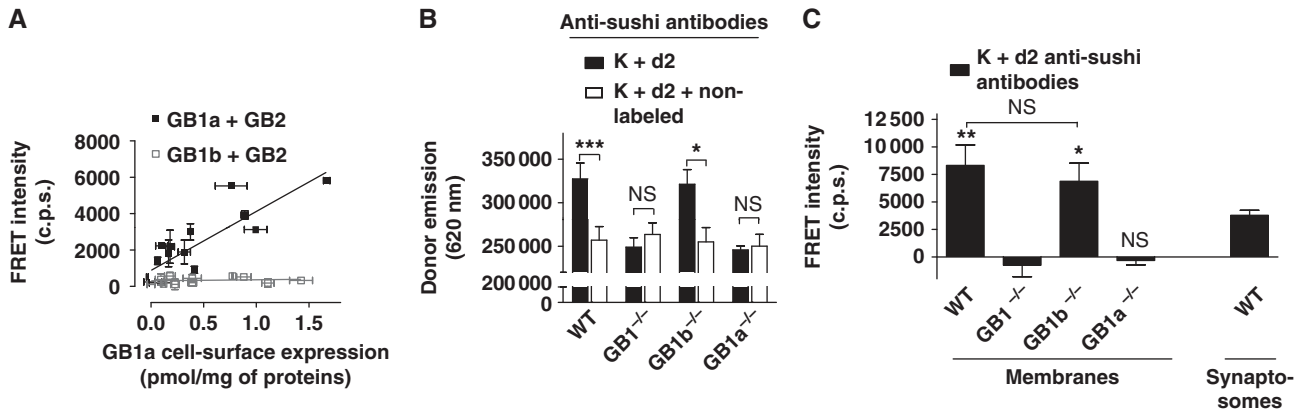 A
GB1a + GB2
GB1b + GB2
FRET intensity
(c.p.s.)
8000
6000
4000
2000
0
0.0
0.5
1.0
1.5
GB1a cell-surface expression
(pmol/mg of proteins)
B
Anti-sushi antibodies
K + d2
K + d2 + non-
labeled
Donor emission
(620 nm)
350 000
300 000
250 000
200 000
0
***
NS
*
NS
WT
GB1−/−
GB1b−/−
GB1a−/−
C
K + d2 anti-sushi
antibodies
FRET intensity
(c.p.s.)
12 500
10 000
7500
5000
2500
0
NS
**
*
NS
WT
GB1−/−
GB1b−/−
GB1a−/−
WT
Membranes
Synapto-
somes